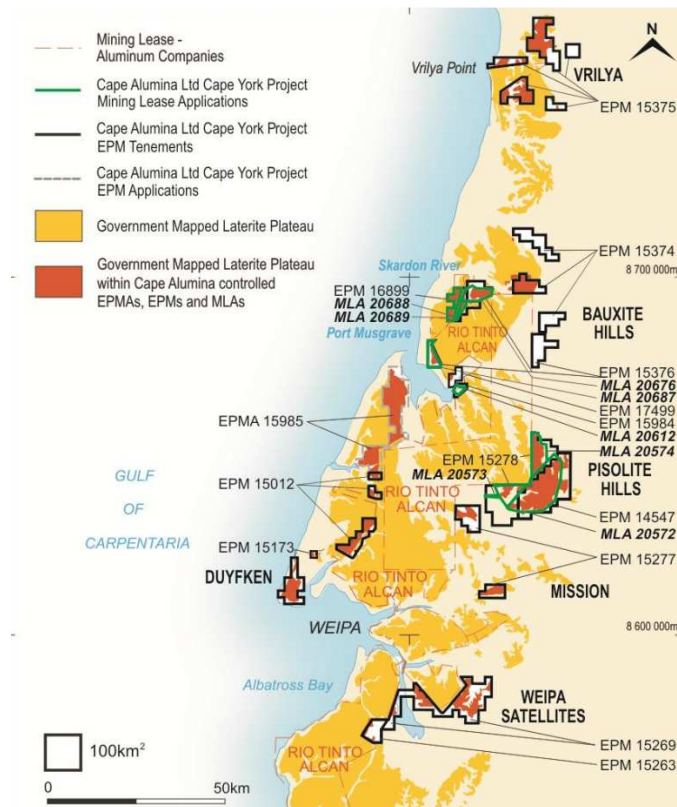 Mining Lease -
Aluminum Companies
Cape Alumina Ltd Cape York Project
Mining Lease Applications
Cape Alumina Ltd Cape York Project
EPM Tenements
Cape Alumina Ltd Cape York Project
EPM Applications
Government Mapped Laterite Plateau
Government Mapped Laterite Plateau
within Cape Alumina controlled
EPMAs, EPMs and MLAs
N
Vrilya Point
VRILYA
EPM 15375
Skardon River
EPM 15374
8 700 000m
EPM 16899
MLA 20688
MLA 20689
BAUXITE
HILLS
Port Musgrave
RIO TINTO
ALCAN
EPM 15376
MLA 20676
MLA 20687
EPM 17499
EPM 15984
MLA 20612
MLA 20574
EPMA 15985
EPM 15278
MLA 20573
PISOLITE
HILLS
GULF
OF
CARPENTARIA
EPM 15012
RIO TINTO
ALCAN
EPM 14547
MLA 20572
EPM 15277
EPM 15173
DUYFKEN
RIO TINTO
ALCAN
MISSION
WEIPA
8 600 000m
Albatross Bay
WEIPA
SATELLITES
RIO TINTO
ALCAN
EPM 15269
EPM 15263
100km²
0
50km